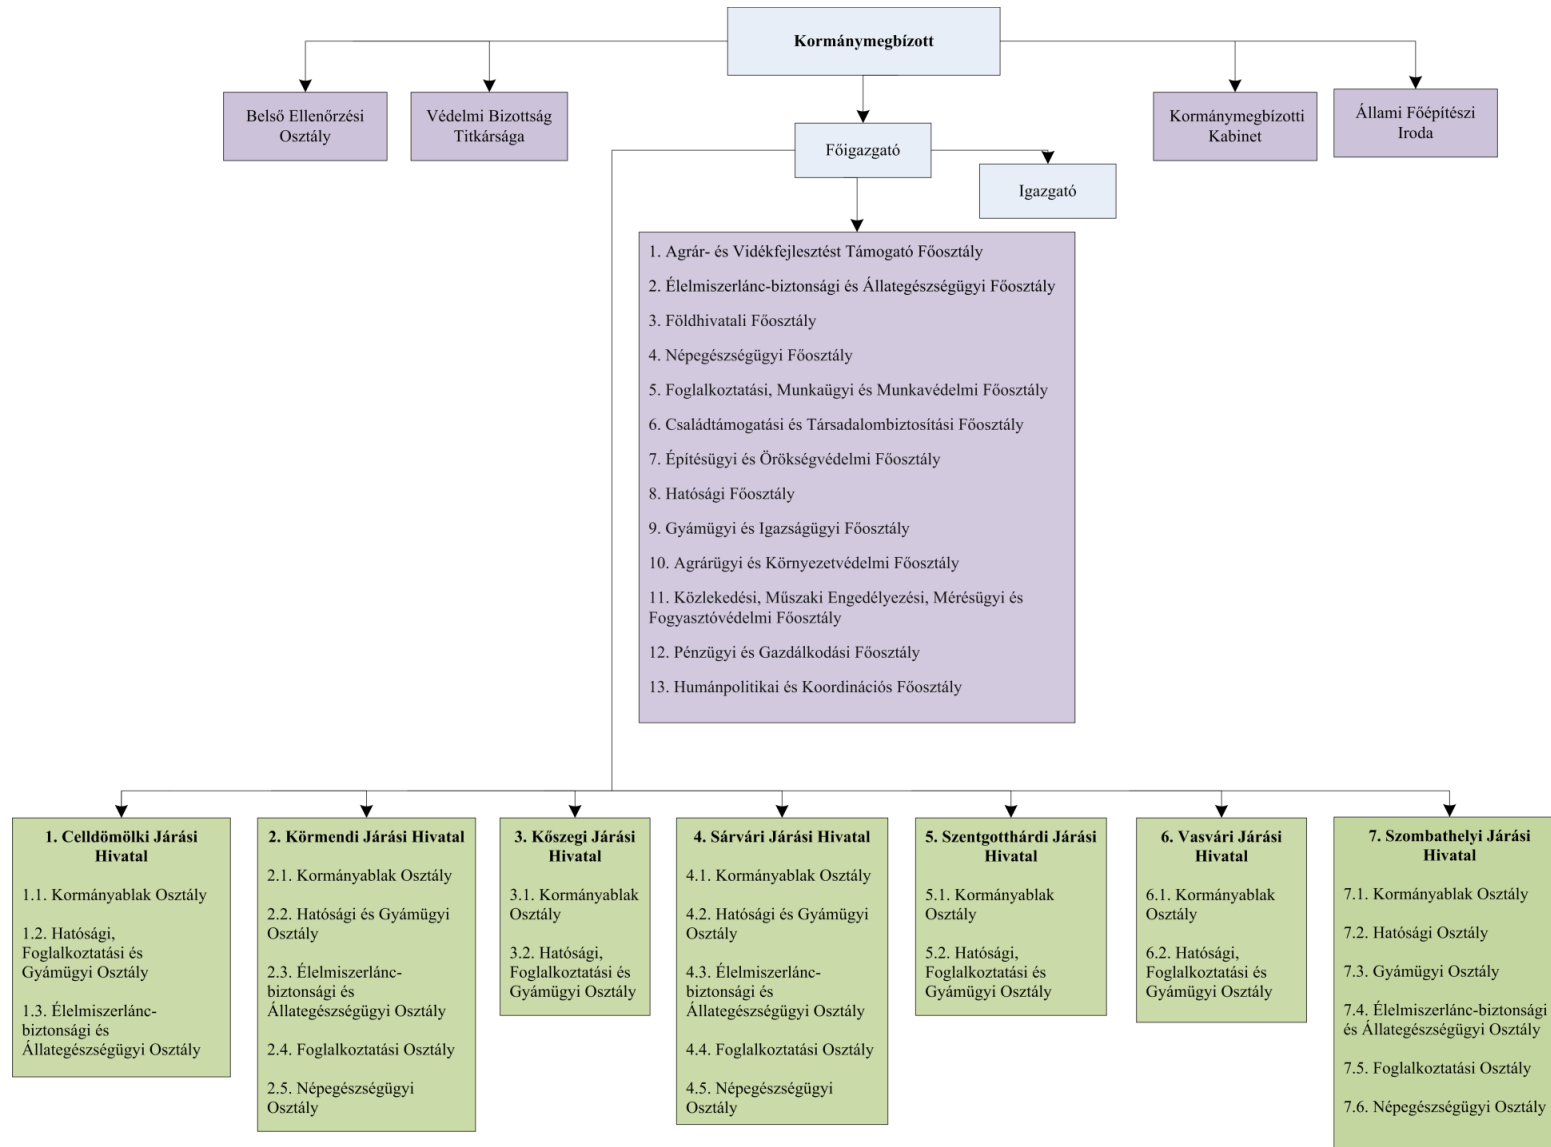 Kormánymegbízott
Belső Ellenőrzési
Osztály
Védelmi Bizottság
Titkársága
Kormánymegbízotti
Kabinet
Állami Főépítészi
Iroda
Főigazgató
Igazgató
1. Agrár- és Vidékfejlesztést Támogató Főosztály
2. Élelmiszerlánc-biztonsági és Állategészségügyi Főosztály
3. Földhivatali Főosztály
4. Népegészségügyi Főosztály
5. Foglalkoztatási, Munkaügyi és Munkavédelmi Főosztály
6. Családtámogatási és Társadalombiztosítási Főosztály
7. Építésügyi és Örökségvédelmi Főosztály
8. Hatósági Főosztály
9. Gyámügyi és Igazságügyi Főosztály
10. Agrárügyi és Környezetvédelmi Főosztály
11. Közlekedési, Műszaki Engedélyezési, Mérésügyi és
Fogyasztóvédelmi Főosztály
12. Pénzügyi és Gazdálkodási Főosztály
13. Humánpolitikai és Koordinációs Főosztály
1. Celldömölki Járási
Hivatal
1.1. Kormányablak Osztály
1.2. Hatósági,
Foglalkoztatási és
Gyámügyi Osztály
1.3. Élelmiszerlánc-
biztonsági és
Állategészségügyi Osztály
2. Körmendi Járási Hivatal
2.1. Kormányablak Osztály
2.2. Hatósági és Gyámügyi
Osztály
2.3. Élelmiszerlánc-
biztonsági és
Állategészségügyi Osztály
2.4. Foglalkoztatási Osztály
2.5. Népegészségügyi
Osztály
3. Kőszegi Járási
Hivatal
3.1. Kormányablak
Osztály
3.2. Hatósági,
Foglalkoztatási és
Gyámügyi Osztály
4. Sárvári Járási Hivatal
4.1. Kormányablak Osztály
4.2. Hatósági és Gyámügyi
Osztály
4.3. Élelmiszerlánc-
biztonsági és
Állategészségügyi Osztály
4.4. Foglalkoztatási Osztály
4.5. Népegészségügyi
Osztály
5. Szentgotthárdi Járási
Hivatal
5.1. Kormányablak
Osztály
5.2. Hatósági,
Foglalkoztatási és
Gyámügyi Osztály
6. Vasvári Járási
Hivatal
6.1. Kormányablak
Osztály
6.2. Hatósági,
Foglalkoztatási és
Gyámügyi Osztály
7. Szombathelyi Járási
Hivatal
7.1. Kormányablak Osztály
7.2. Hatósági Osztály
7.3. Gyámügyi Osztály
7.4. Élelmiszerlánc-biztonsági
és Állategészségügyi Osztály
7.5. Foglalkoztatási Osztály
7.6. Népegészségügyi Osztály